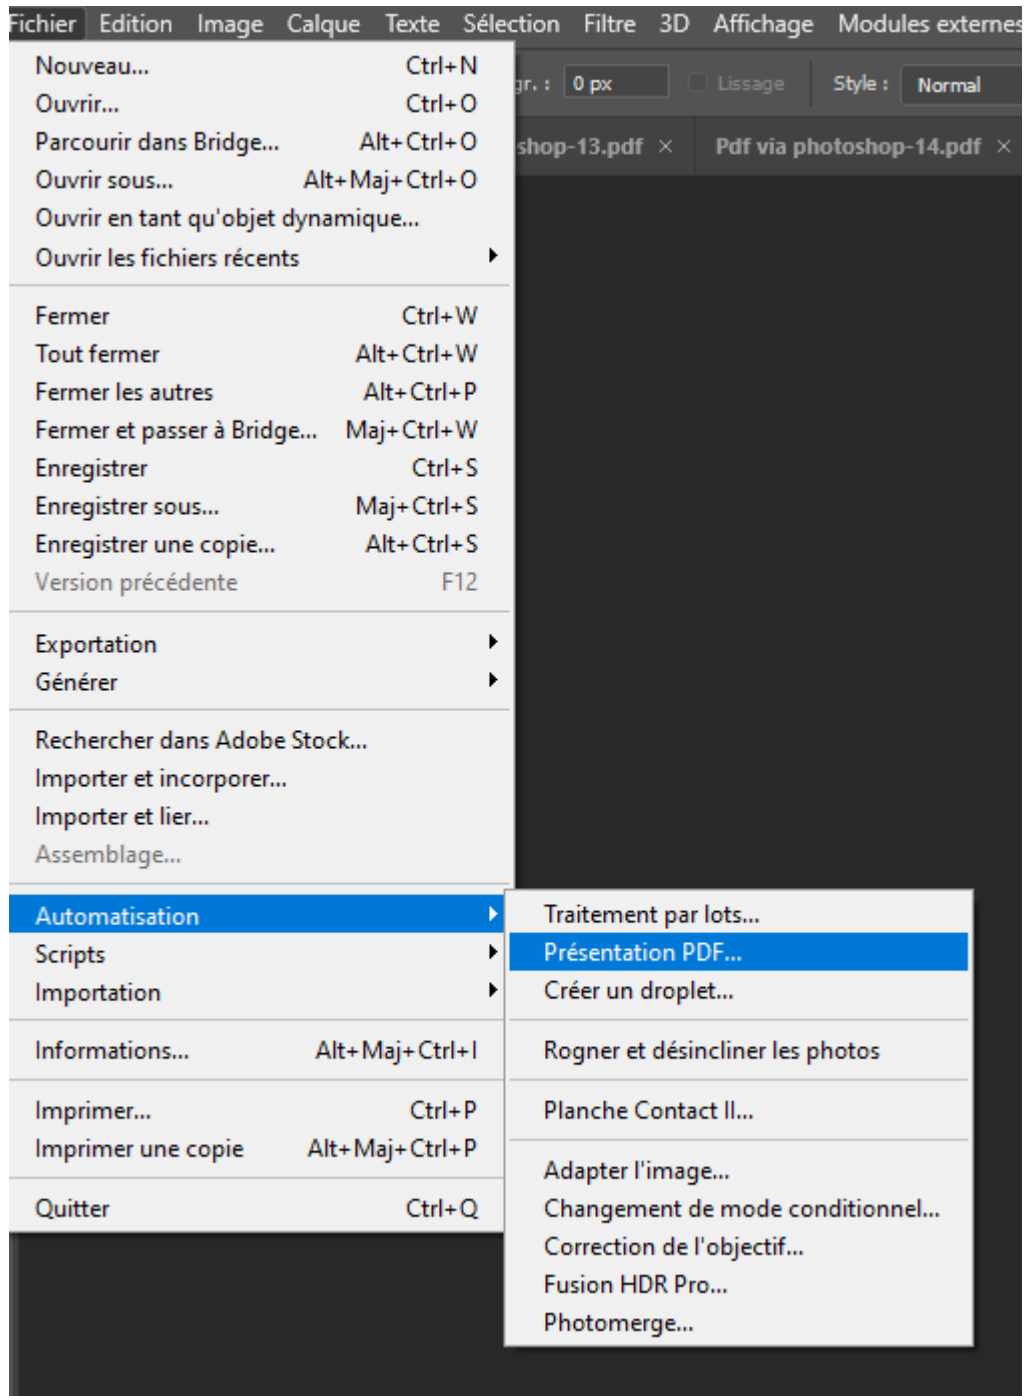 Fichier Edition Image Calque Texte Sélection Filtre 3D Affichage Modules externes
gr. : 0 px Lissage Style : Normal
shop-13.pdf × Pdf via photoshop-14.pdf ×
Nouveau... Ctrl+N
Ouvrir... Ctrl+O
Parcourir dans Bridge... Alt+Ctrl+O
Ouvrir sous... Alt+Maj+Ctrl+O
Ouvrir en tant qu'objet dynamique...
Ouvrir les fichiers récents
Fermer Ctrl+W
Tout fermer Alt+Ctrl+W
Fermer les autres Alt+Ctrl+P
Fermer et passer à Bridge... Maj+Ctrl+W
Enregistrer Ctrl+S
Enregistrer sous... Maj+Ctrl+S
Enregistrer une copie... Alt+Ctrl+S
Version précédente F12
Exportation
Générer
Rechercher dans Adobe Stock...
Importer et incorporer...
Importer et lier...
Assemblage...
Automatisation
Scripts
Importation
Informations... Alt+Maj+Ctrl+I
Imprimer... Ctrl+P
Imprimer une copie Alt+Maj+Ctrl+P
Quitter Ctrl+Q
Traitement par lots...
Présentation PDF...
Créer un droplet...
Rogner et désincliner les photos
Planche Contact II...
Adapter l'image...
Changement de mode conditionnel...
Correction de l'objectif...
Fusion HDR Pro...
Photomerge...